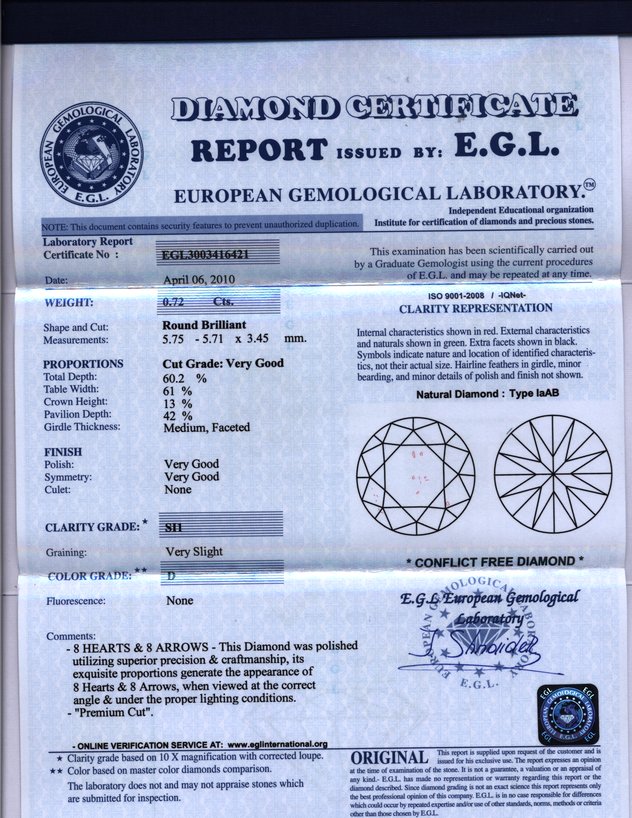 EUROPEAN GEMOLOGICAL LABORATORY
E.G.L.
DIAMOND CERTIFICATE
REPORT ISSUED BY: E.G.L.
EUROPEAN GEMOLOGICAL LABORATORY.™
Independent Educational organization
Institute for certification of diamonds and precious stones.
NOTE: This document contains security features to prevent unauthorized duplication.
Laboratory Report
Certificate No : EGL3003416421
Date: April 06, 2010
WEIGHT: 0.72 Cts.
Shape and Cut: Round Brilliant
Measurements: 5.75 - 5.71 x 3.45 mm.
PROPORTIONS Cut Grade: Very Good
Total Depth: 60.2 %
Table Width: 61 %
Crown Height: 13 %
Pavilion Depth: 42 %
Girdle Thickness: Medium, Faceted
FINISH
Polish: Very Good
Symmetry: Very Good
Culet: None
CLARITY GRADE: * SI1
Graining: Very Slight
COLOR GRADE: ** D
Fluorescence: None
Comments:
- 8 HEARTS & 8 ARROWS - This Diamond was polished
utilizing superior precision & craftmanship, its
exquisite proportions generate the appearance of
8 Hearts & 8 Arrows, when viewed at the correct
angle & under the proper lighting conditions.
- "Premium Cut".
- ONLINE VERIFICATION SERVICE AT: www.eglinternational.org
★ Clarity grade based on 10 X magnification with corrected loupe.
★★ Color based on master color diamonds comparison.
The laboratory does not and may not appraise stones which
are submitted for inspection.
This examination has been scientifically carried out
by a Graduate Gemologist using the current procedures
of E.G.L. and may be repeated at any time.
ISO 9001-2008 / -IQNet-
CLARITY REPRESENTATION
Internal characteristics shown in red. External characteristics
and naturals shown in green. Extra facets shown in black.
Symbols indicate nature and location of identified characteris-
tics, not their actual size. Hairline feathers in girdle, minor
bearding, and minor details of polish and finish not shown.
Natural Diamond : Type IaAB
* CONFLICT FREE DIAMOND *
E.G.L European Gemological
Laboratory
EUROPEAN GEMOLOGICAL LABORATORY
E.G.L.
EGL EGL
EUROPEAN GEMOLOGICAL LABORATORY
EGL EGL
ORIGINAL This report is supplied upon request of the customer and is
issued for his exclusive use. The report expresses an opinion
at the time of examination of the stone. It is not a guarantee, a valuation or an appraisal of
any kind.- E.G.L. has made no representation or warranty regarding this report or the
diamond described. Since diamond grading is not an exact science this report represents only
the best professional opinion of this company. E.G.L. is in no case responsible for differences
which could occur by repeated expertise and/or use of other standards, norms, methods or criteria
other than those chosen by E.G.L.